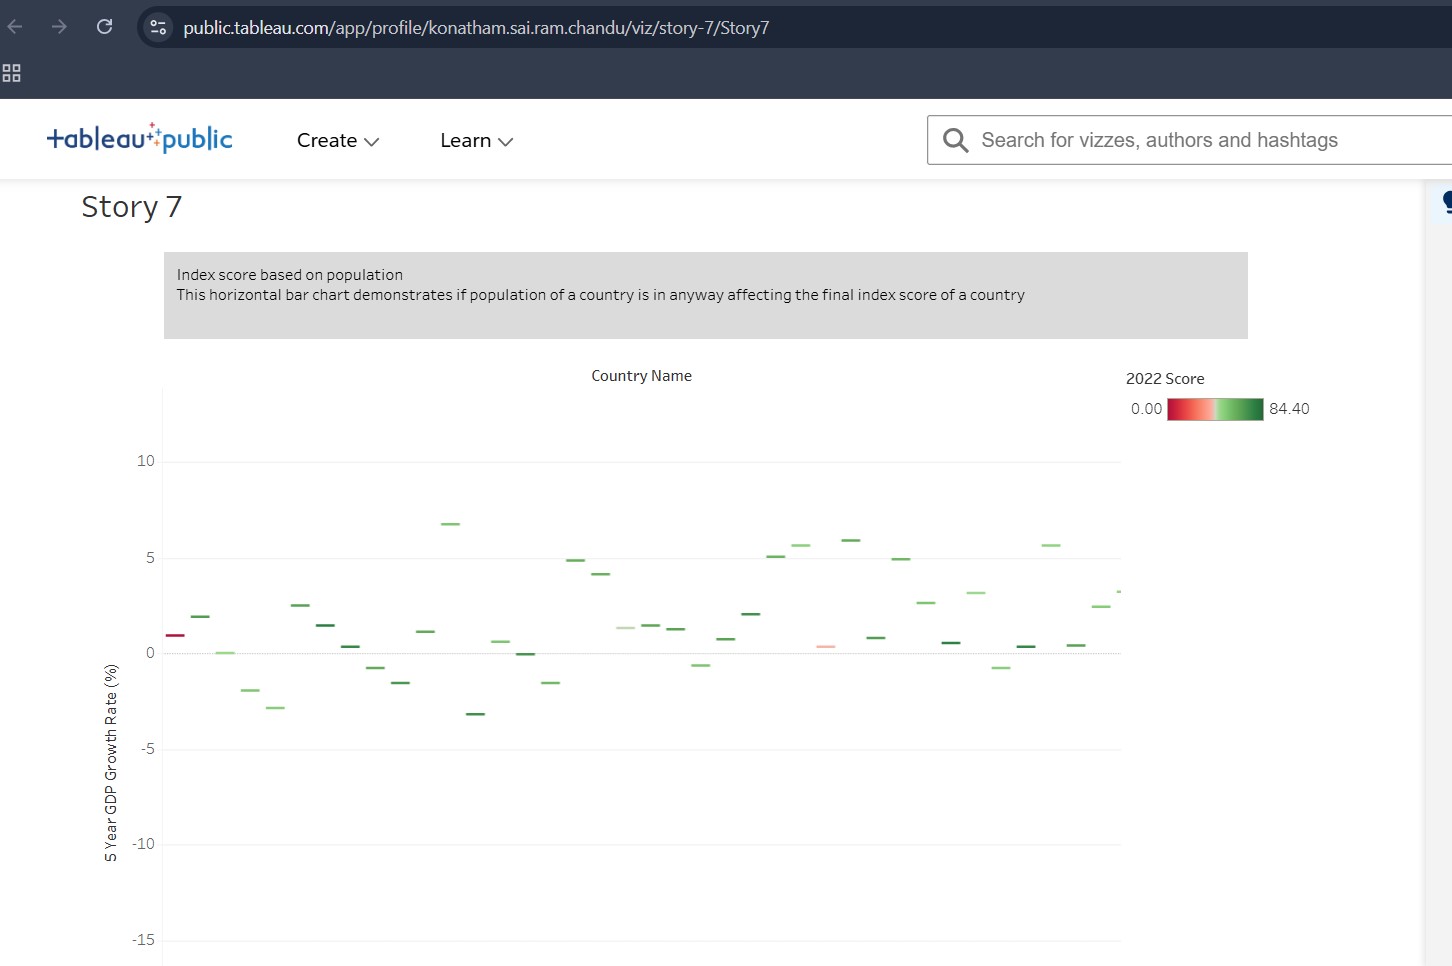 public.tableau.com/app/profile/konatham.sai.ram.chandu/viz/story-7/Story7
tableau public
Create
Learn
Search for vizzes, authors and hashtags
Story 7
Index score based on population
This horizontal bar chart demonstrates if population of a country is in anyway affecting the final index score of a country
Country Name
2022 Score
0.00
84.40
10
5
0
-5
-10
-15
5 Year GDP Growth Rate (%)